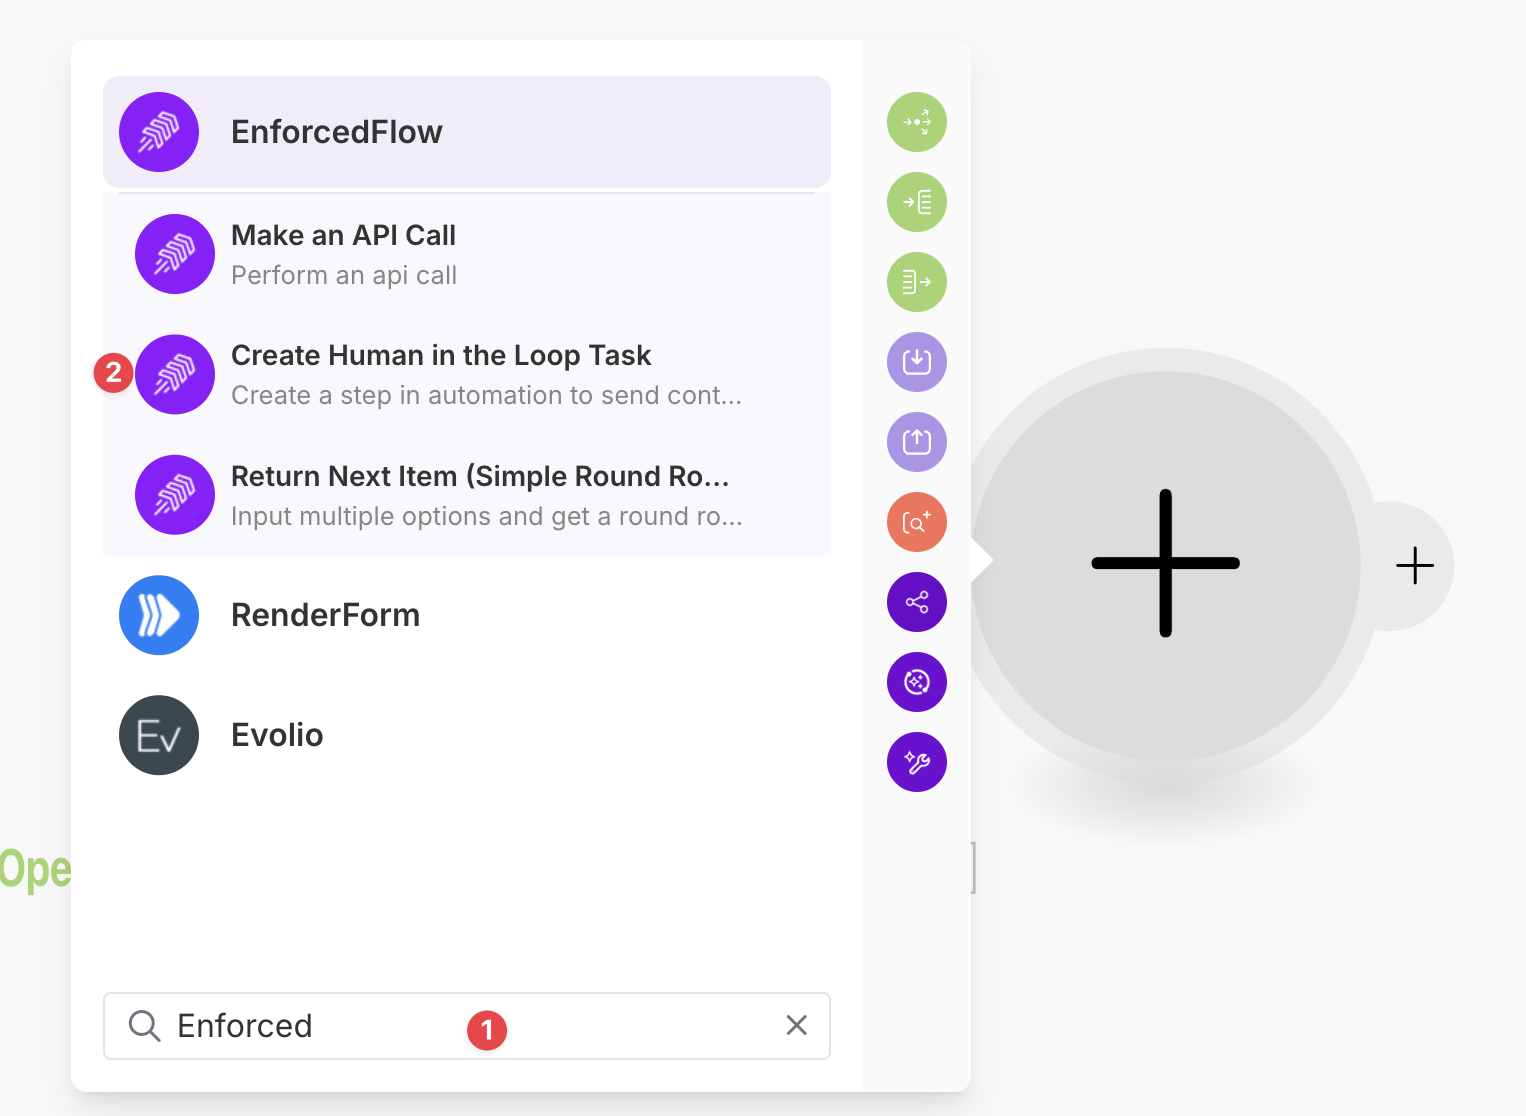 EnforcedFlow
Make an API Call
Perform an api call
2
Create Human in the Loop Task
Create a step in automation to send cont...
Return Next Item (Simple Round Ro...
Input multiple options and get a round ro...
RenderForm
Ev
Evolio
Ope
]
Enforced
1